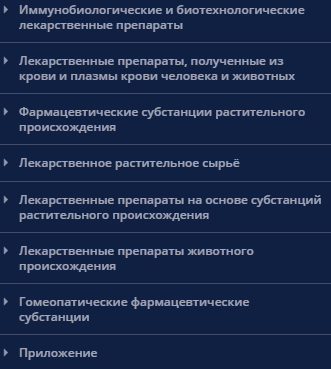 Иммунобиологические и биотехнологические
лекарственные препараты
Лекарственные препараты, полученные из
крови и плазмы крови человека и животных
Фармацевтические субстанции растительного
происхождения
Лекарственное растительное сырьё
Лекарственные препараты на основе субстанций
растительного происхождения
Лекарственные препараты животного
происхождения
Гомеопатические фармацевтические
субстанции
Приложение